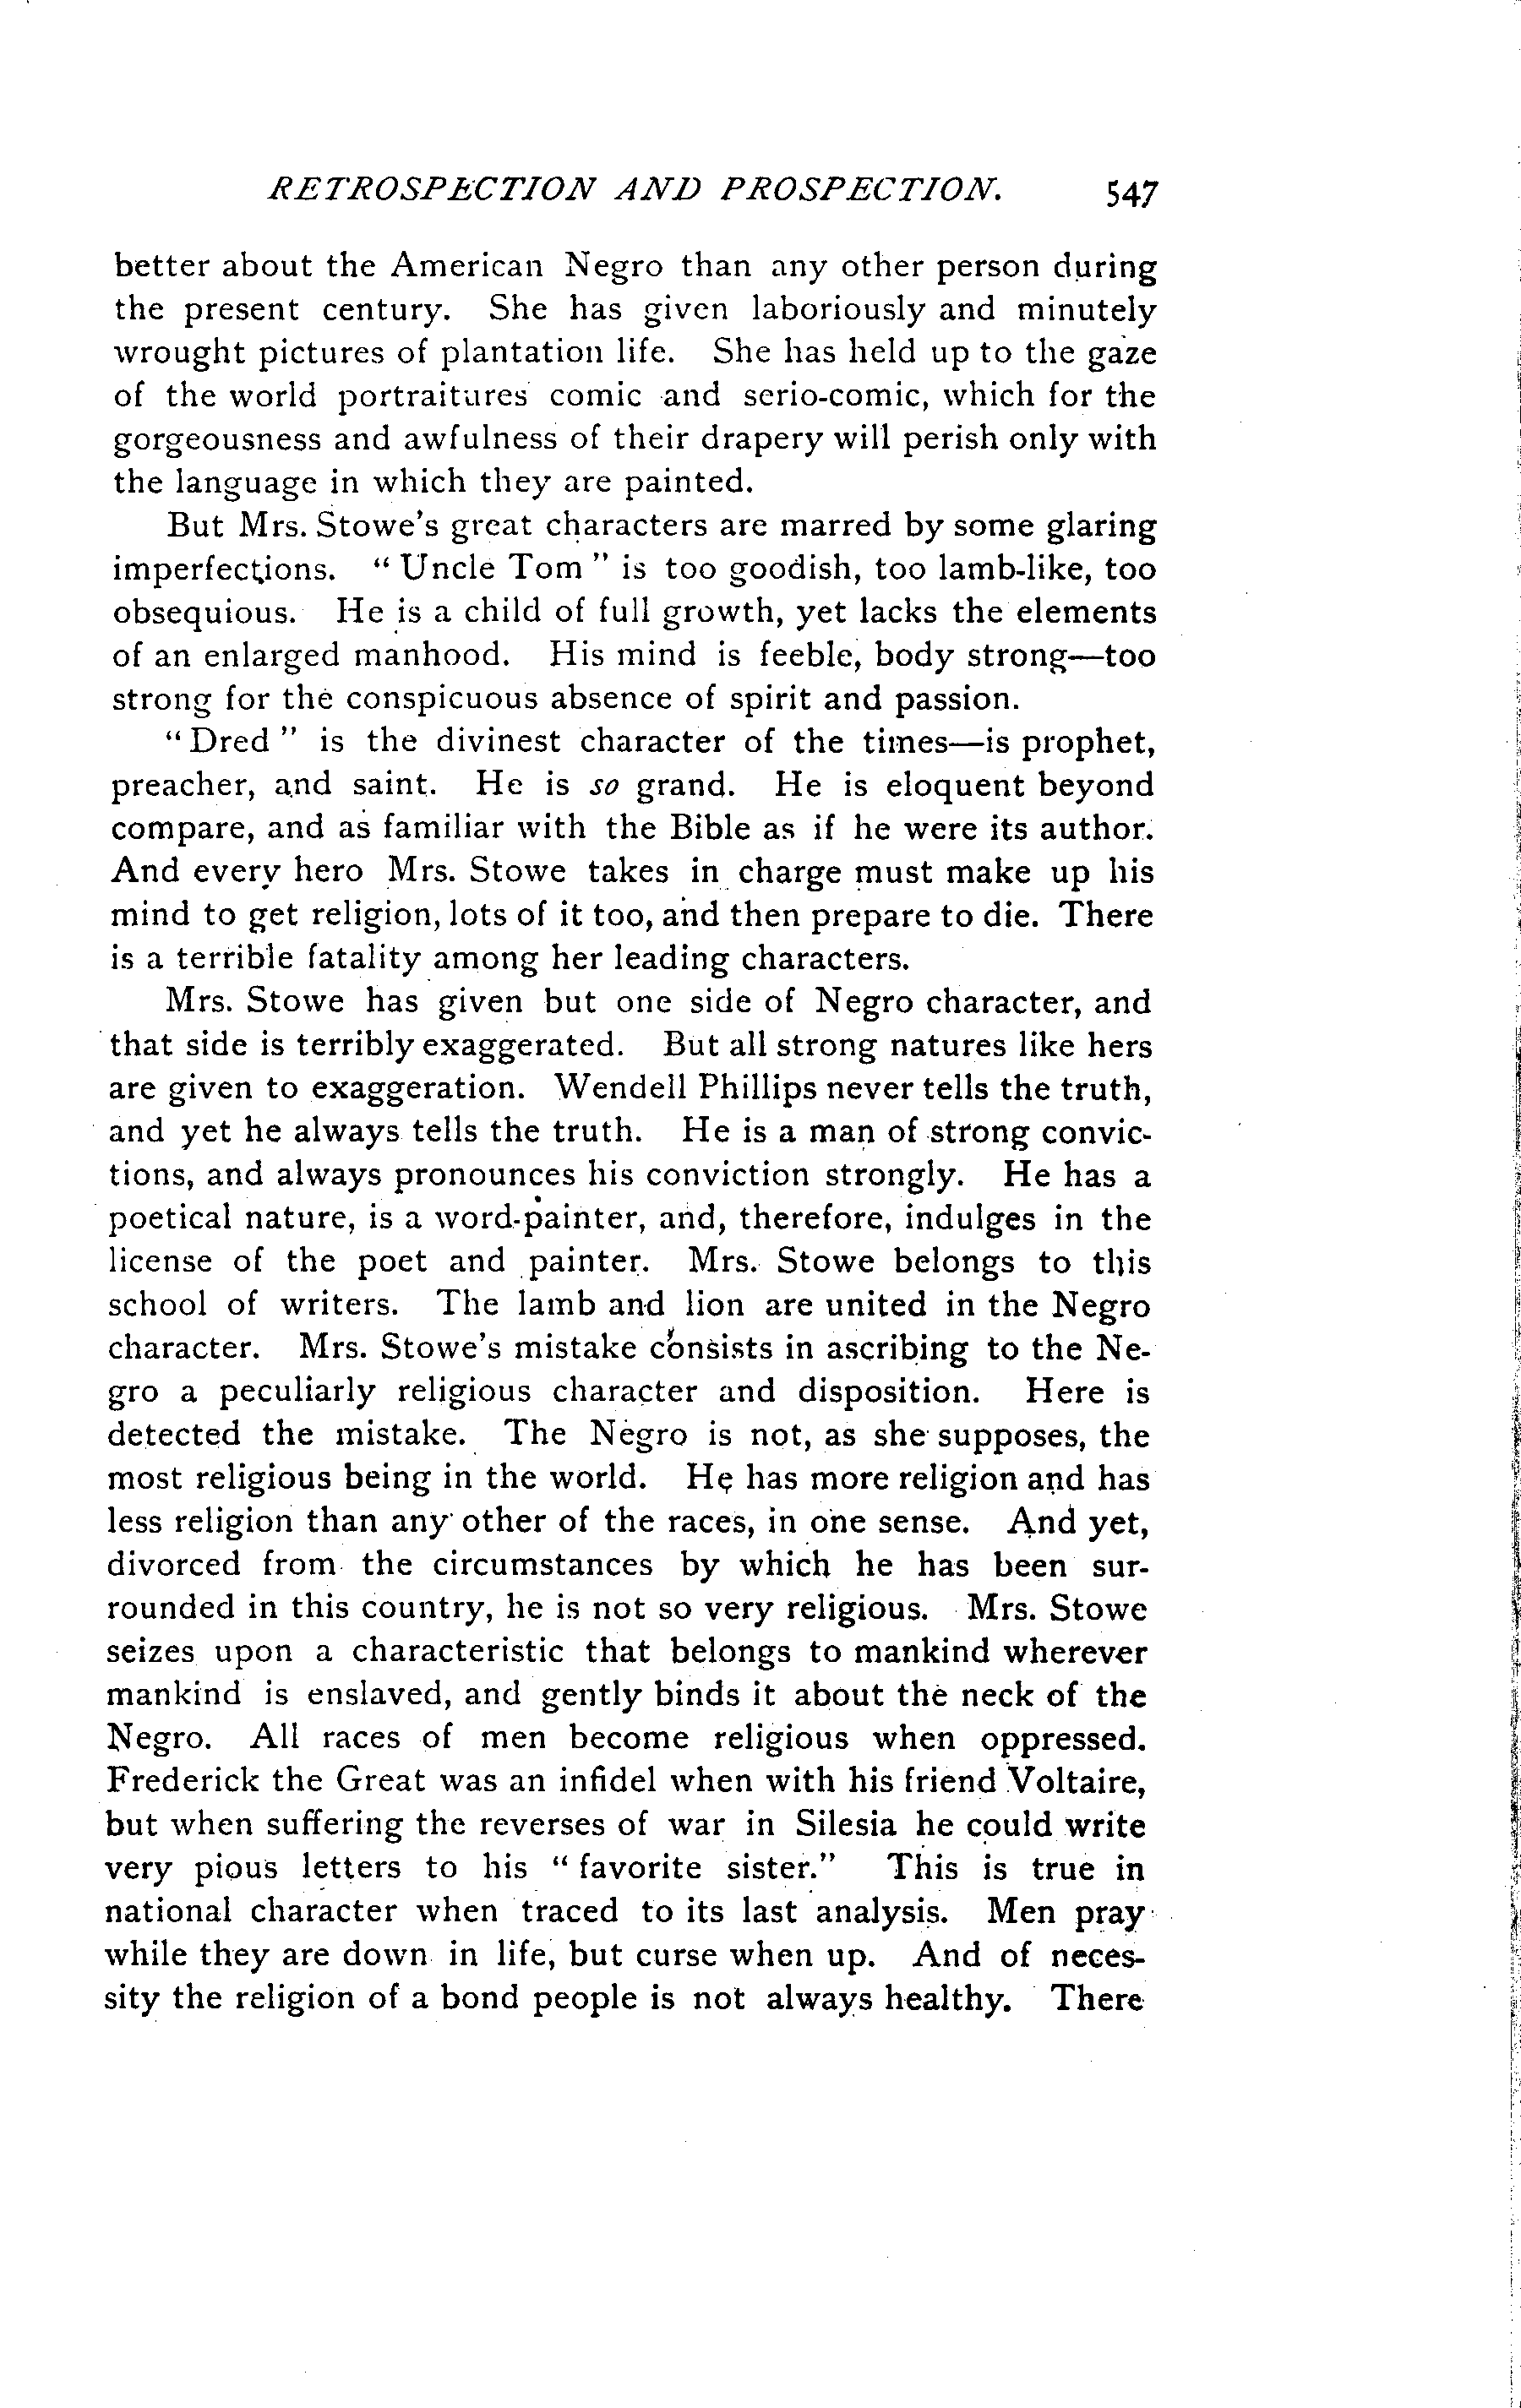 RETROSPECTION AND PROSPECTION. 547
better about the American Negro than any other person during
the present century. She has given laboriously and minutely
wrought pictures of plantation life. She has held up to the gaze
of the world portraitures comic and serio-comic, which for the
gorgeousness and awfulness of their drapery will perish only with
the language in which they are painted.
But Mrs. Stowe's great characters are marred by some glaring
imperfections. " Uncle Tom " is too goodish, too lamb-like, too
obsequious. He is a child of full growth, yet lacks the elements
of an enlarged manhood. His mind is feeble, body strong—too
strong for the conspicuous absence of spirit and passion.
" Dred " is the divinest character of the times—is prophet,
preacher, and saint. He is so grand. He is eloquent beyond
compare, and as familiar with the Bible as if he were its author.
And every hero Mrs. Stowe takes in charge must make up his
mind to get religion, lots of it too, and then prepare to die. There
is a terrible fatality among her leading characters.
Mrs. Stowe has given but one side of Negro character, and
that side is terribly exaggerated. But all strong natures like hers
are given to exaggeration. Wendell Phillips never tells the truth,
and yet he always tells the truth. He is a man of strong convic-
tions, and always pronounces his conviction strongly. He has a
poetical nature, is a word-painter, and, therefore, indulges in the
license of the poet and painter. Mrs. Stowe belongs to this
school of writers. The lamb and lion are united in the Negro
character. Mrs. Stowe's mistake consists in ascribing to the Ne-
gro a peculiarly religious character and disposition. Here is
detected the mistake. The Negro is not, as she supposes, the
most religious being in the world. He has more religion and has
less religion than any other of the races, in one sense. And yet,
divorced from the circumstances by which he has been sur-
rounded in this country, he is not so very religious. Mrs. Stowe
seizes upon a characteristic that belongs to mankind wherever
mankind is enslaved, and gently binds it about the neck of the
Negro. All races of men become religious when oppressed.
Frederick the Great was an infidel when with his friend Voltaire,
but when suffering the reverses of war in Silesia he could write
very pious letters to his " favorite sister." This is true in
national character when traced to its last analysis. Men pray
while they are down in life, but curse when up. And of neces-
sity the religion of a bond people is not always healthy. There